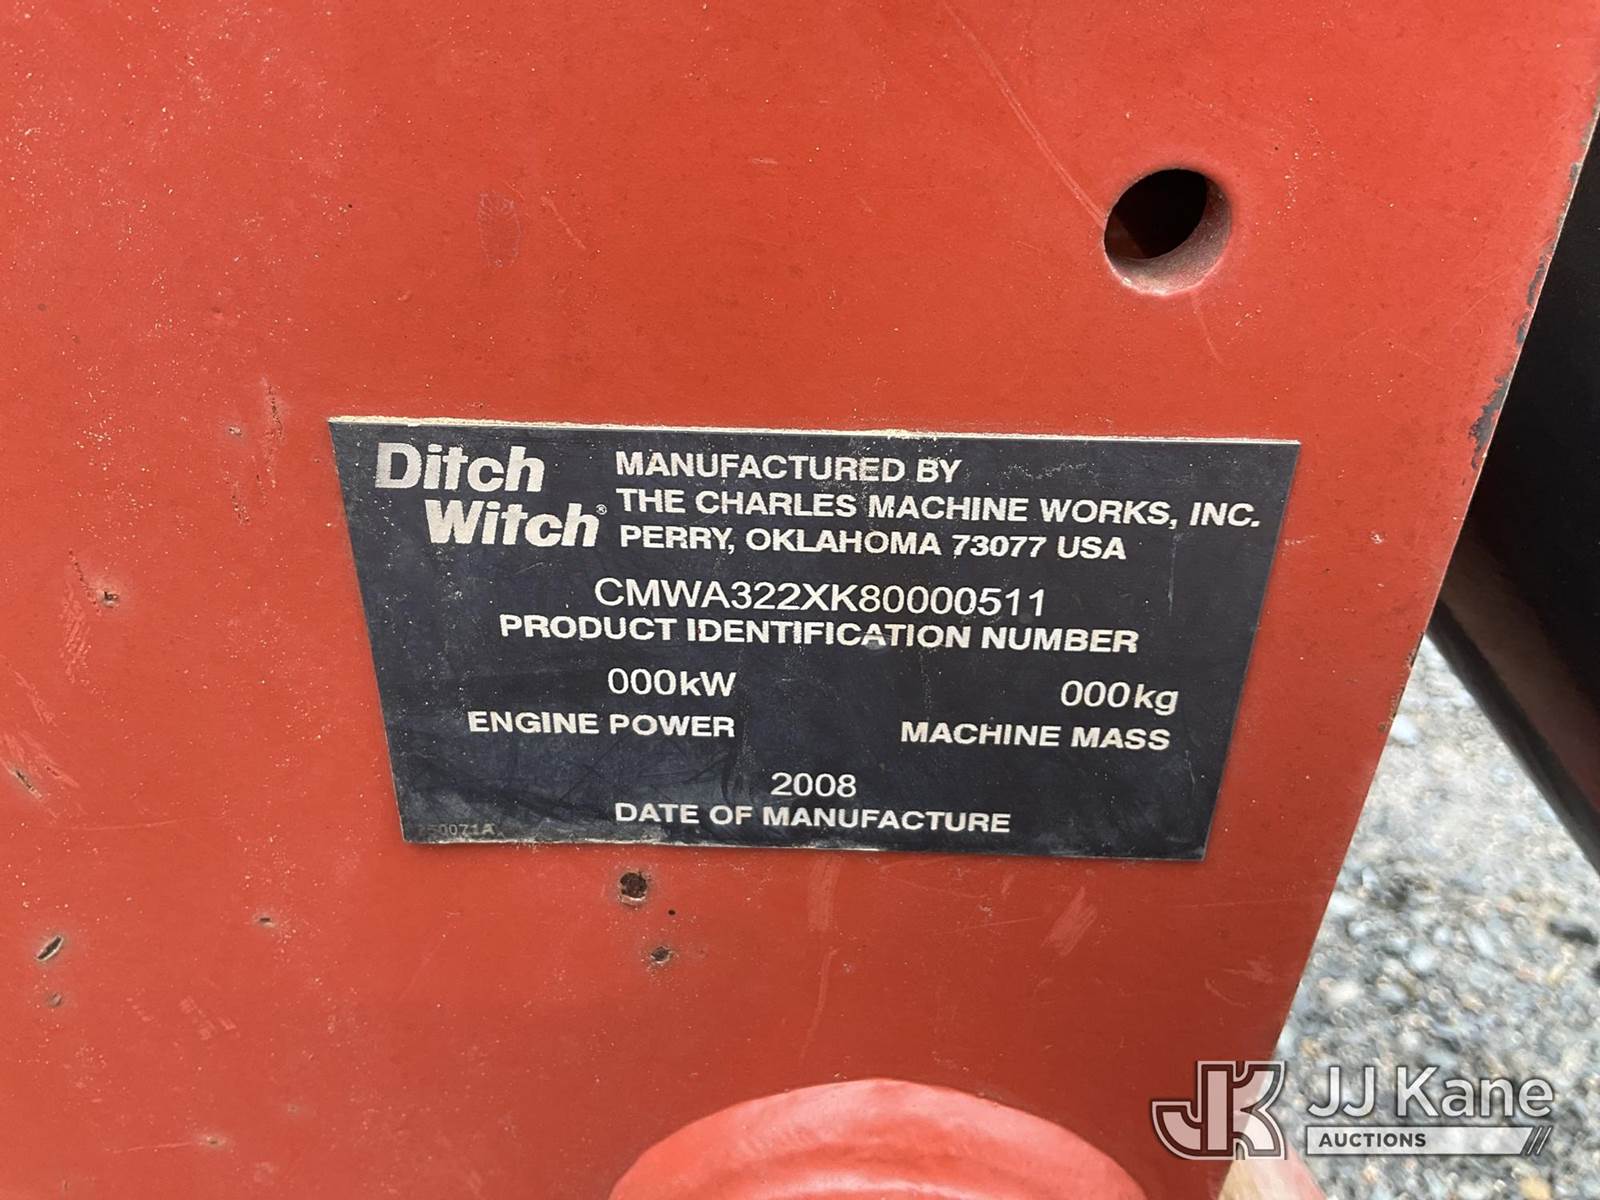 Ditch
Witch®
MANUFACTURED BY
THE CHARLES MACHINE WORKS, INC.
PERRY, OKLAHOMA 73077 USA
CMWA322XK80000511
PRODUCT IDENTIFICATION NUMBER
000kW
ENGINE POWER
000kg
MACHINE MASS
2008
DATE OF MANUFACTURE
JK
JJ Kane
AUCTIONS